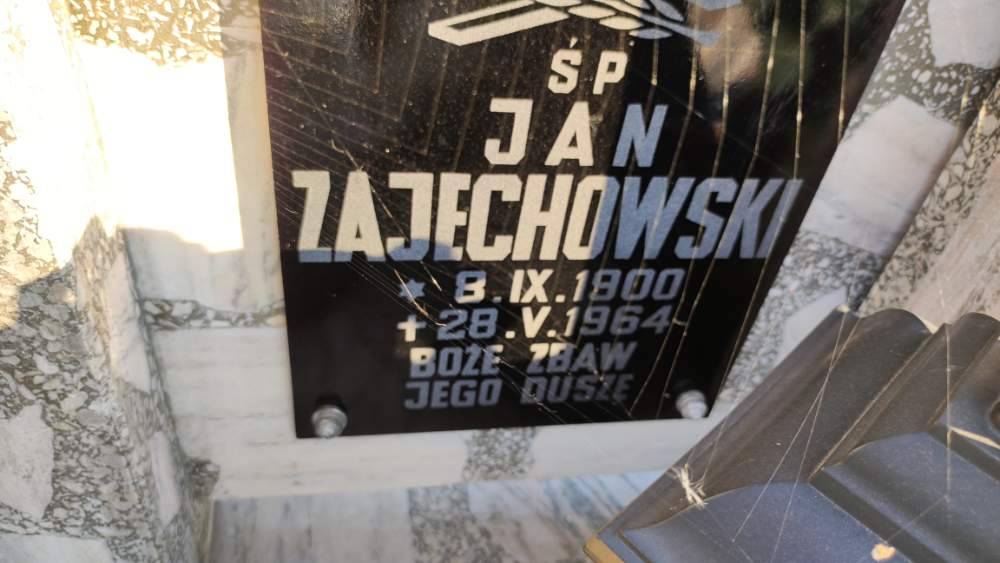 ŚP
JAN
ZAJECHOWSKI
★ 8.IX.1900
+ 28.V.1964
BOŻE ZBAW
JEGO DUSZĘ